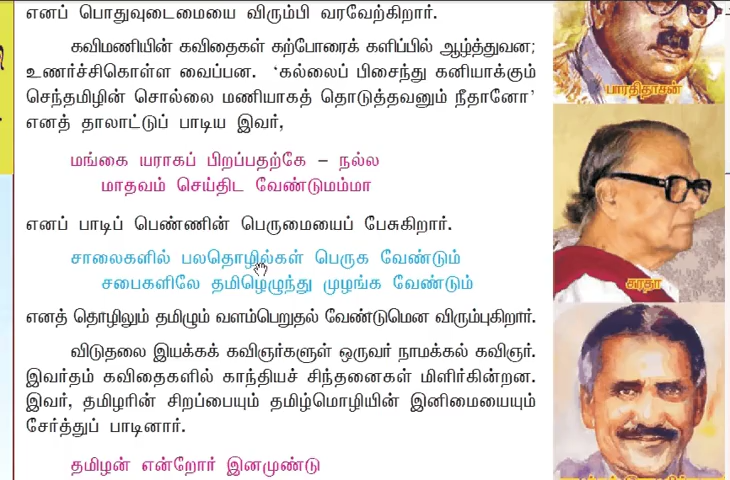 எனப் பொதுவுடைமையை விரும்பி வரவேற்கிறார்.
கவிமணியின் கவிதைகள் கற்போரைக் களிப்பில் ஆழ்த்துவன;
உணர்ச்சிகொள்ள வைப்பன. ‘கல்லைப் பிசைந்து கனியாக்கும்
செந்தமிழின் சொல்லை மணியாகத் தொடுத்தவனும் நீதானோ’
எனத் தாலாட்டுப் பாடிய இவர்,
மங்கை யராகப் பிறப்பதற்கே – நல்ல
மாதவம் செய்திட வேண்டுமம்மா
எனப் பாடிப் பெண்ணின் பெருமையைப் பேசுகிறார்.
சாலைகளில் பலதொழில்கள் பெருக வேண்டும்
சபைகளிலே தமிழெழுந்து முழங்க வேண்டும்
எனத் தொழிலும் தமிழும் வளம்பெறுதல் வேண்டுமென விரும்புகிறார்.
விடுதலை இயக்கக் கவிஞர்களுள் ஒருவர் நாமக்கல் கவிஞர்.
இவர்தம் கவிதைகளில் காந்தியச் சிந்தனைகள் மிளிர்கின்றன.
இவர், தமிழரின் சிறப்பையும் தமிழ்மொழியின் இனிமையையும்
சேர்த்துப் பாடினார்.
தமிழன் என்றோர் இனமுண்டு
பாரதிதாசன்
சுரதா